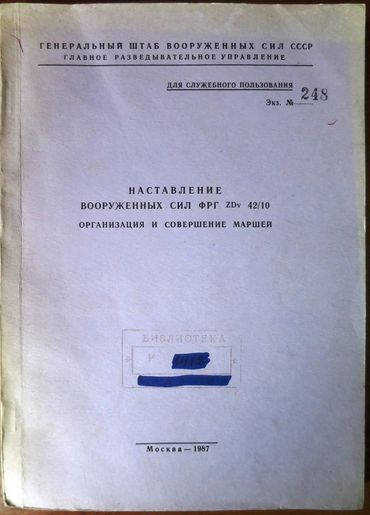 ГЕНЕРАЛЬНЫЙ ШТАБ ВООРУЖЕННЫХ СИЛ СССР
ГЛАВНОЕ РАЗВЕДЫВАТЕЛЬНОЕ УПРАВЛЕНИЕ
ДЛЯ СЛУЖЕБНОГО ПОЛЬЗОВАНИЯ
Экз. № 248
НАСТАВЛЕНИЕ
ВООРУЖЕННЫХ СИЛ ФРГ ZDv 42/10
ОРГАНИЗАЦИЯ И СОВЕРШЕНИЕ МАРШЕЙ
БИБЛИОТЕКА
Москва — 1987